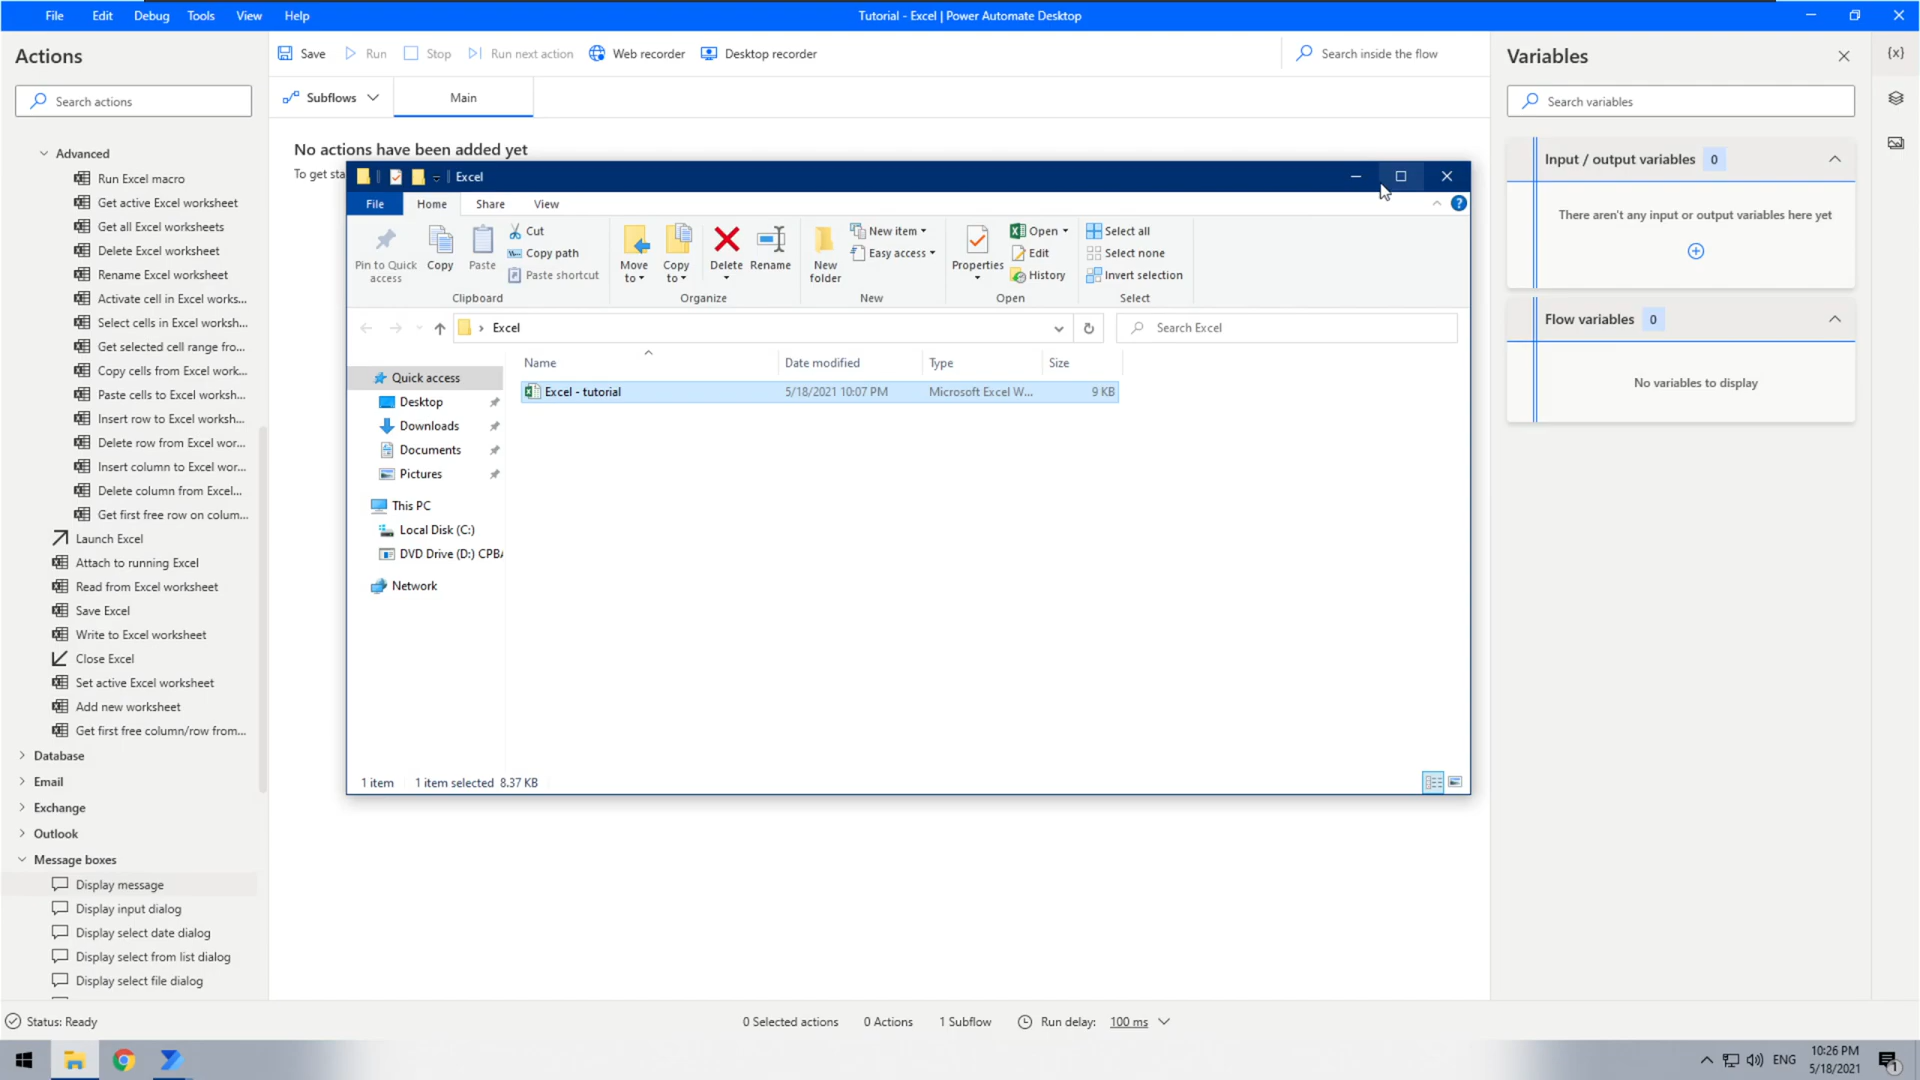 File Edit Debug Tools View Help
Tutorial - Excel | Power Automate Desktop
Actions
Search actions
Advanced
Run Excel macro
Get active Excel worksheet
Get all Excel worksheets
Delete Excel worksheet
Rename Excel worksheet
Activate cell in Excel works...
Select cells in Excel worksh...
Get selected cell range fro...
Copy cells from Excel work...
Paste cells to Excel worksh...
Insert row to Excel worksh...
Delete row from Excel wor...
Insert column to Excel wor...
Delete column from Excel...
Get first free row on colum...
Launch Excel
Attach to running Excel
Read from Excel worksheet
Save Excel
Write to Excel worksheet
Close Excel
Set active Excel worksheet
Add new worksheet
Get first free column/row from...
Database
Email
Exchange
Outlook
Message boxes
Display message
Display input dialog
Display select date dialog
Display select from list dialog
Display select file dialog
Save Run Stop Run next action Web recorder Desktop recorder
Search inside the flow
Subflows Main
No actions have been added yet
To get sta
Excel
File Home Share View
Pin to Quick access
Copy
Paste
Cut
Copy path
Paste shortcut
Clipboard
Move to
Copy to
Delete
Rename
Organize
New folder
New item
Easy access
New
Properties
Open
Edit
History
Open
Select all
Select none
Invert selection
Select
Excel
Search Excel
Name Date modified Type Size
Excel - tutorial 5/18/2021 10:07 PM Microsoft Excel W... 9 KB
Quick access
Desktop
Downloads
Documents
Pictures
This PC
Local Disk (C:)
DVD Drive (D:) CPBA
Network
1 item 1 item selected 8.37 KB
Variables
Search variables
Input / output variables 0
There aren't any input or output variables here yet
Flow variables 0
No variables to display
{x}
Status: Ready
0 Selected actions 0 Actions 1 Subflow Run delay: 100 ms
ENG
10:26 PM
5/18/2021
1